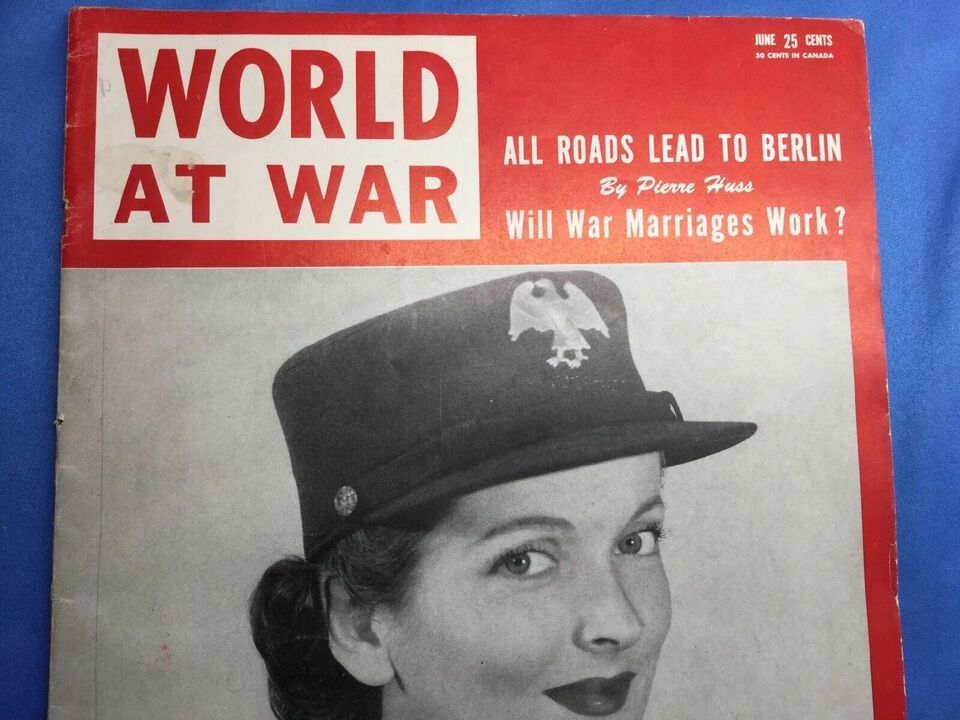 WORLD
AT WAR
JUNE 25 CENTS
30 CENTS IN CANADA
ALL ROADS LEAD TO BERLIN
By Pierre Huss
Will War Marriages Work?